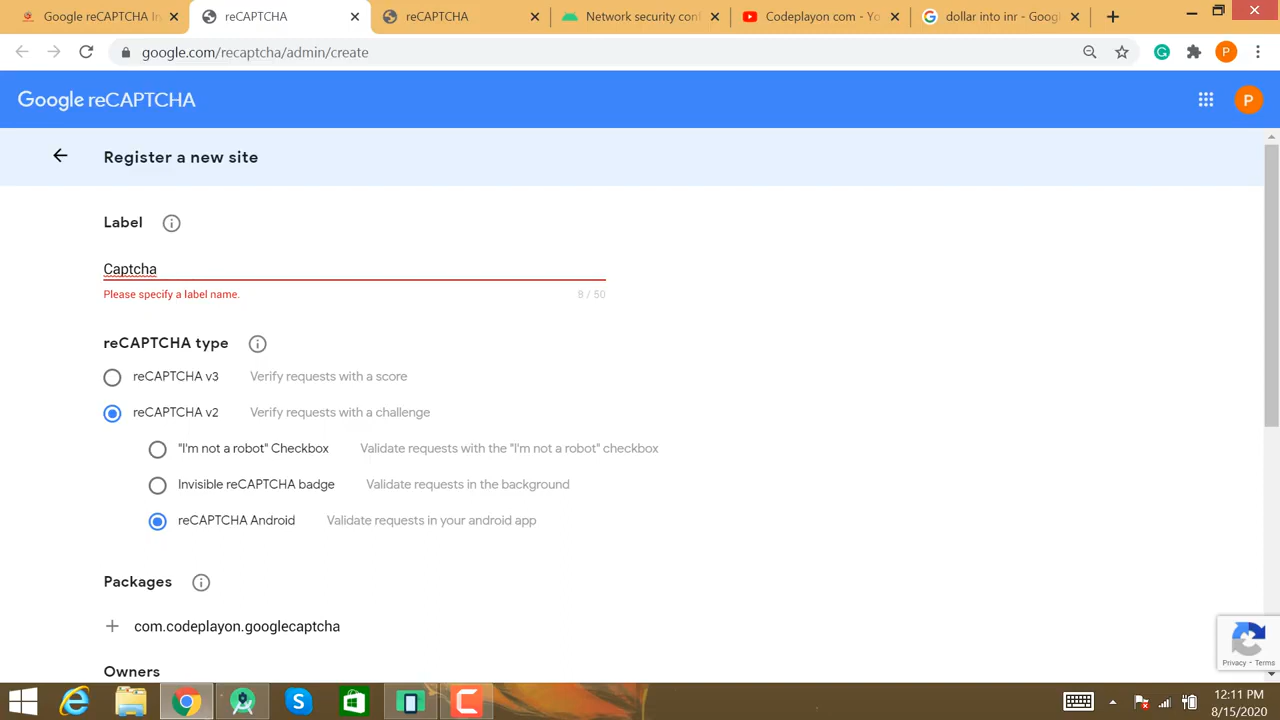 Google reCAPTCHA In
reCAPTCHA
reCAPTCHA
Network security conf
Codeplayon com - Yo
dollar into inr - Googl
google.com/recaptcha/admin/create
P
Google reCAPTCHA
P
Register a new site
Label
Captcha
Please specify a label name.
8 / 50
reCAPTCHA type
reCAPTCHA v3
Verify requests with a score
reCAPTCHA v2
Verify requests with a challenge
"I'm not a robot" Checkbox
Validate requests with the "I'm not a robot" checkbox
Invisible reCAPTCHA badge
Validate requests in the background
reCAPTCHA Android
Validate requests in your android app
Packages
com.codeplayon.googlecaptcha
Owners
Privacy - Terms
12:11 PM
8/15/2020